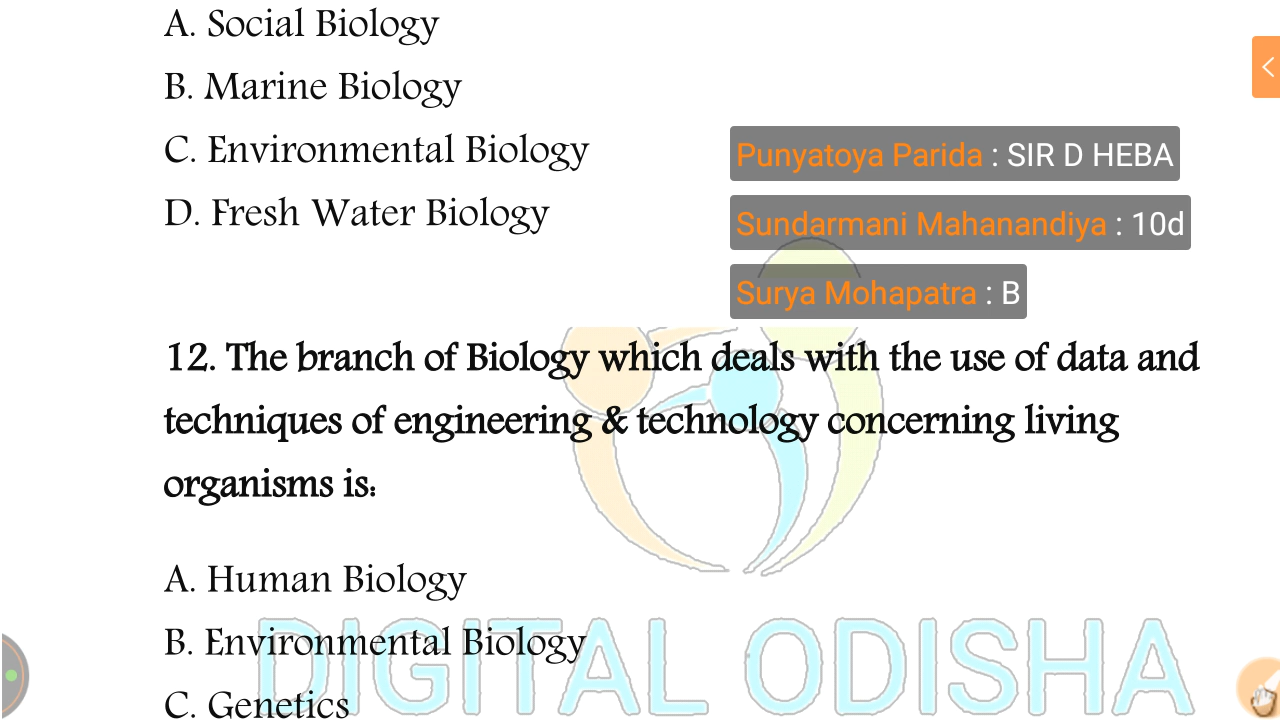 A. Social Biology
B. Marine Biology
C. Environmental Biology
D. Fresh Water Biology
Punyatoya Parida : SIR D HEBA
Sundarmani Mahanandiya : 10d
Surya Mohapatra : B
12. The branch of Biology which deals with the use of data and
techniques of engineering & technology concerning living
organisms is:
A. Human Biology
B. Environmental Biology
C. Genetics
DIGITAL ODISHA